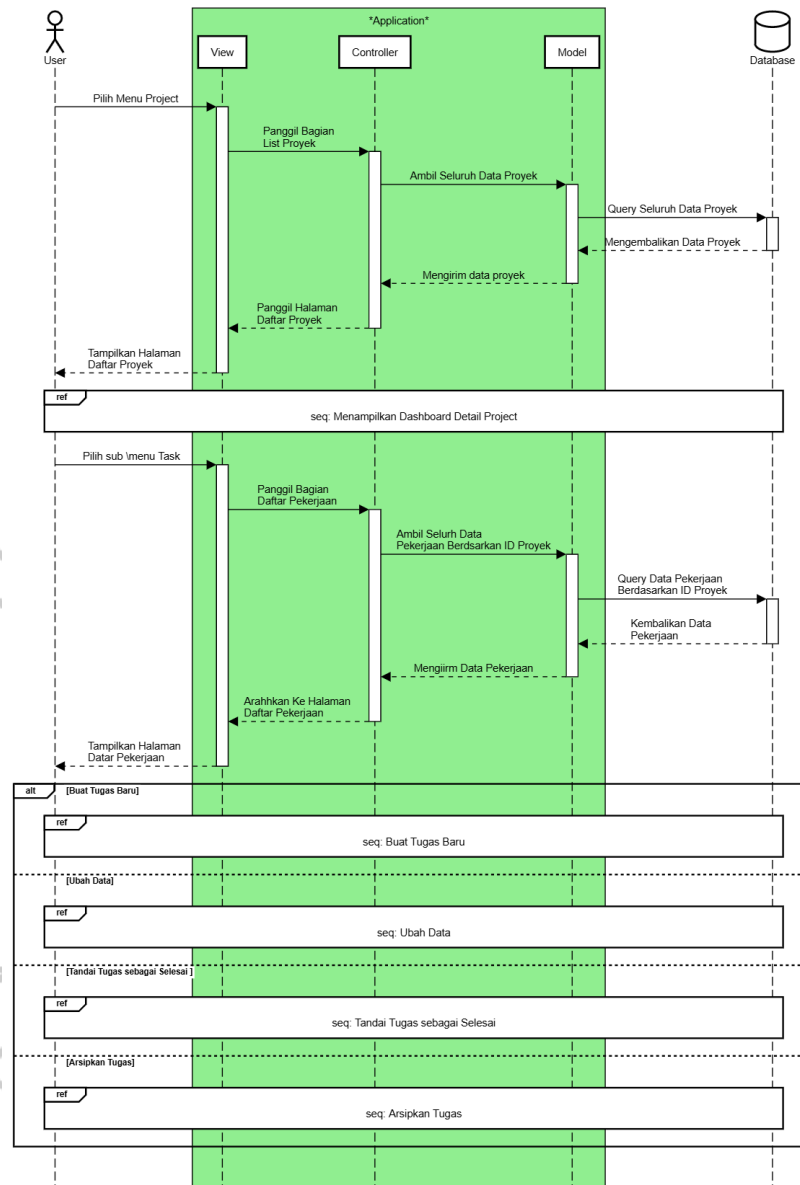 *Application*
View
Controller
Model
User
Database
Pilih Menu Project
Panggil Bagian
List Proyek
Ambil Seluruh Data Proyek
Query Seluruh Data Proyek
Mengembalikan Data Proyek
Mengirim data proyek
Panggil Halaman
Daftar Proyek
Tampilkan Halaman
Daftar Proyek
ref
seq: Menampilkan Dashboard Detail Project
Pilih sub \menu Task
Panggil Bagian
Daftar Pekerjaan
Ambil Selurh Data
Pekerjaan Berdsarkan ID Proyek
Query Data Pekerjaan
Berdasarkan ID Proyek
Kembalikan Data
Pekerjaan
Mengiirm Data Pekerjaan
Arahhkan Ke Halaman
Daftar Pekerjaan
Tampilkan Halaman
Datar Pekerjaan
alt
[Buat Tugas Baru]
ref
seq: Buat Tugas Baru
[Ubah Data]
ref
seq: Ubah Data
[Tandai Tugas sebagai Selesai ]
ref
seq: Tandai Tugas sebagai Selesai
[Arsipkan Tugas]
ref
seq: Arsipkan Tugas